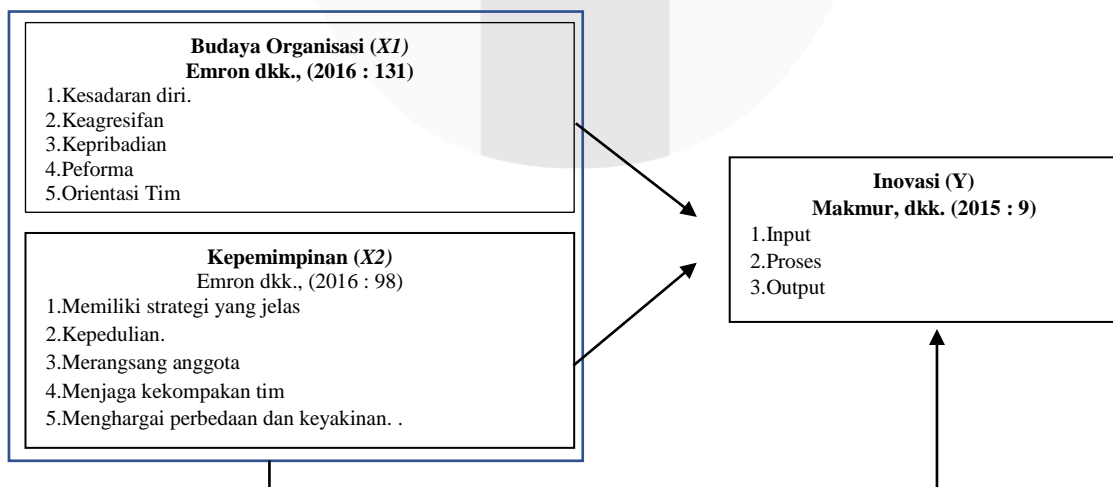 Budaya Organisasi (X1)
Emron dkk., (2016 : 131)
1.Kesadaran diri.
2.Keagresifan
3.Kepribadian
4.Peforma
5.Orientasi Tim
Kepemimpinan (X2)
Emron dkk., (2016 : 98)
1.Memiliki strategi yang jelas
2.Kepedulian.
3.Merangsang anggota
4.Menjaga kekompakan tim
5.Menghargai perbedaan dan keyakinan. .
Inovasi (Y)
Makmur, dkk. (2015 : 9)
1.Input
2.Proses
3.Output